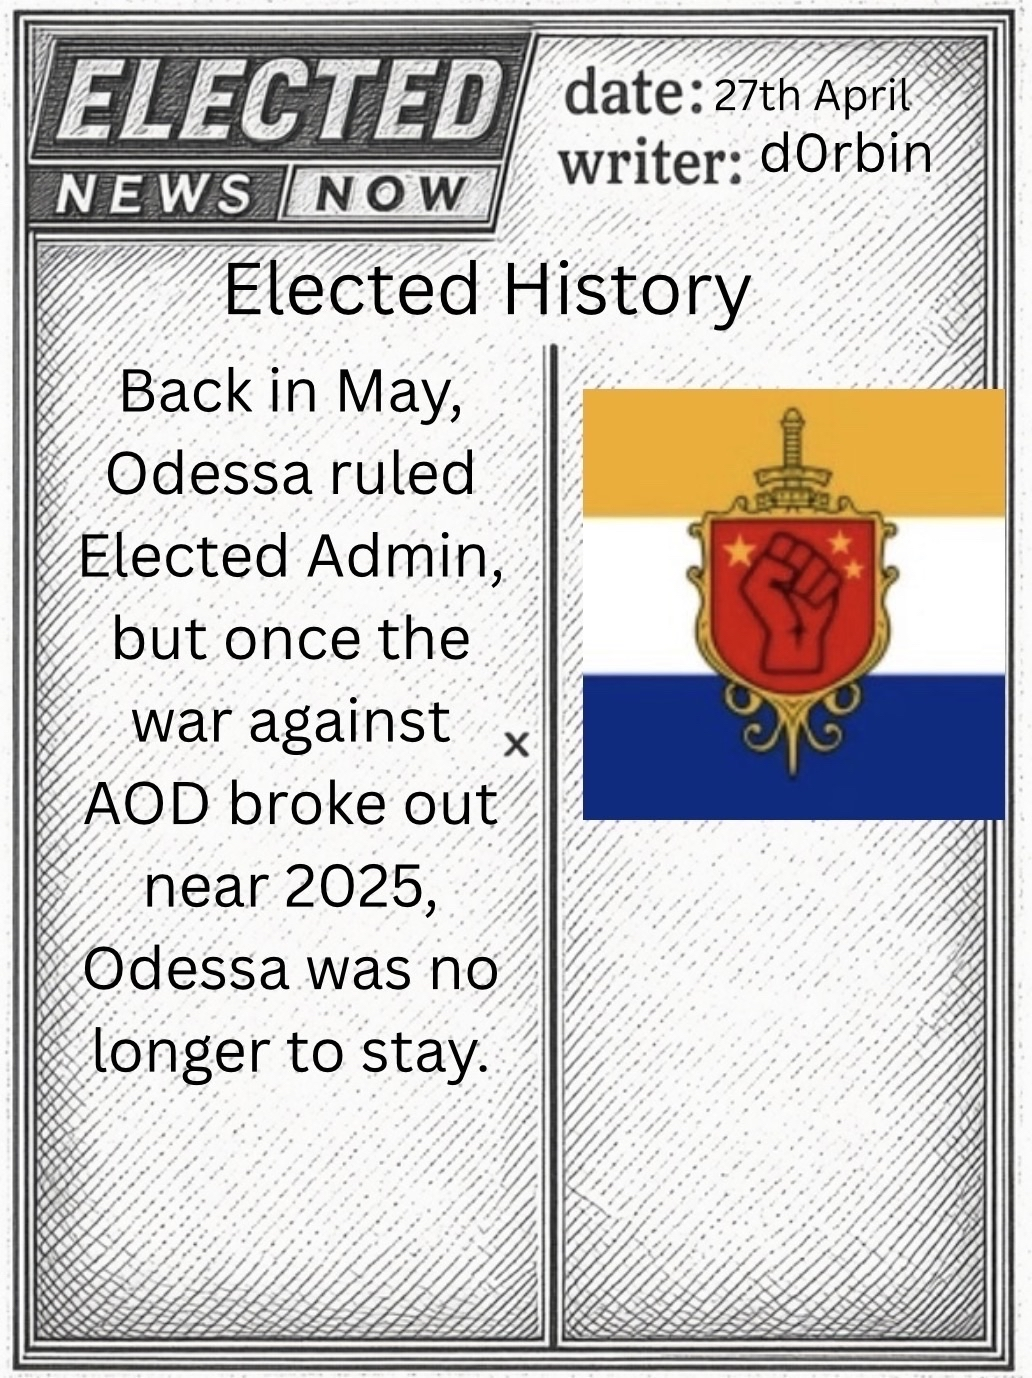 ELECTED
NEWS NOW
date: 27th April
writer: d0rbin
Elected History
Back in May,
Odessa ruled
Elected Admin,
but once the
war against
AOD broke out
near 2025,
Odessa was no
longer to stay.
x